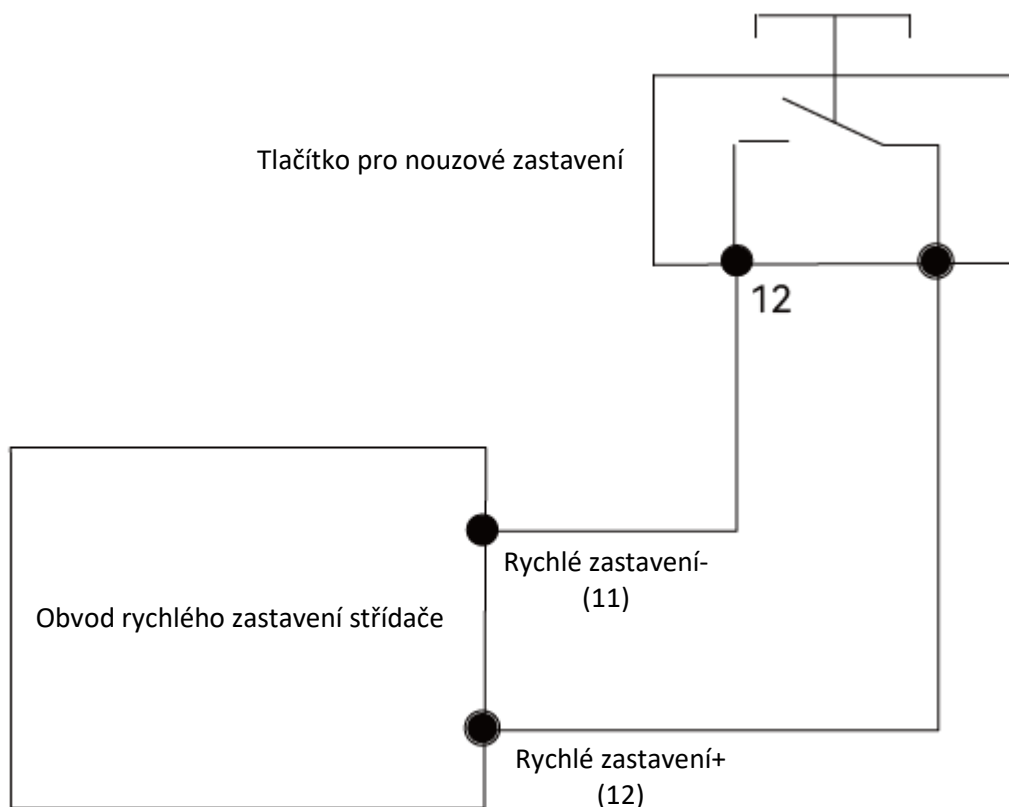 Tlačítko pro nouzové zastavení
12
Rychlé zastavení-
(11)
Obvod rychlého zastavení střídače
Rychlé zastavení+
(12)